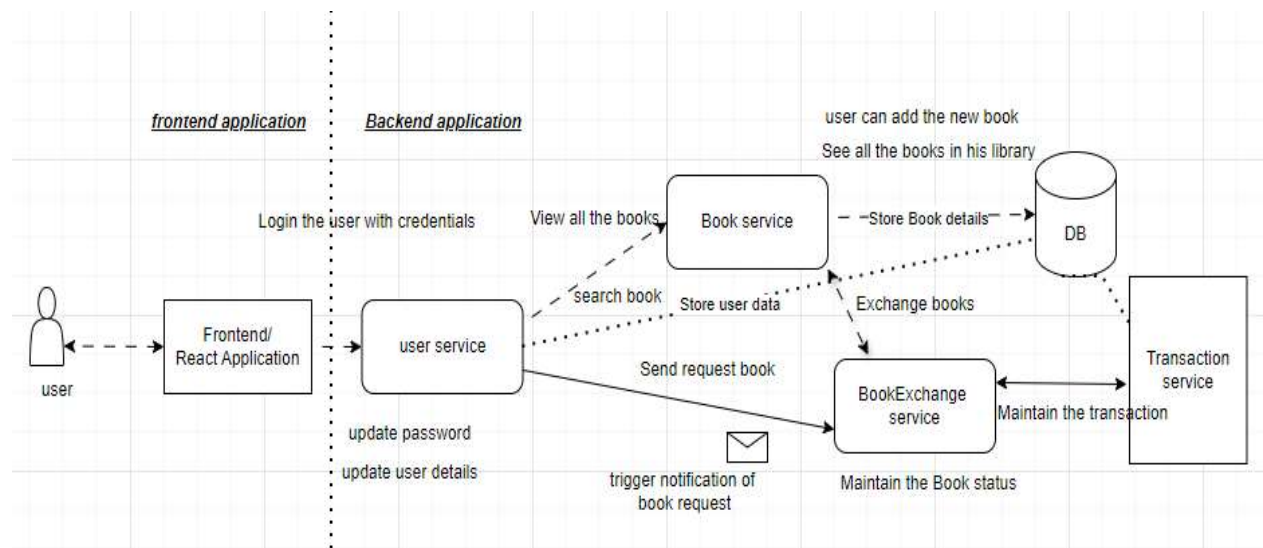 frontend application
Backend application
user can add the new book
See all the books in his library
Login the user with credentials
View all the books
Book service
Store Book details
DB
search book
Store user data
Exchange books
Frontend/
React Application
user service
user
Send request book
BookExchange
service
Transaction
service
Maintain the transaction
update password
update user details
trigger notification of
book request
Maintain the Book status